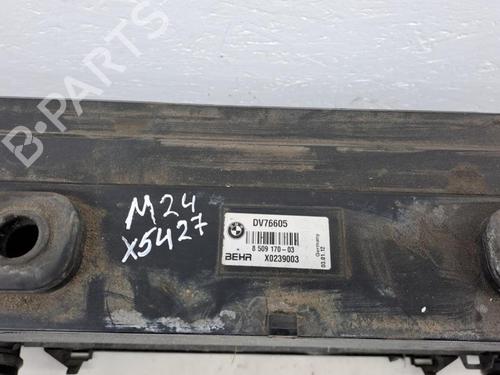 B-PARTS
M24
X5427
DV76605
8 509 170-03
BEHR X0239003
Germany
03.01.12